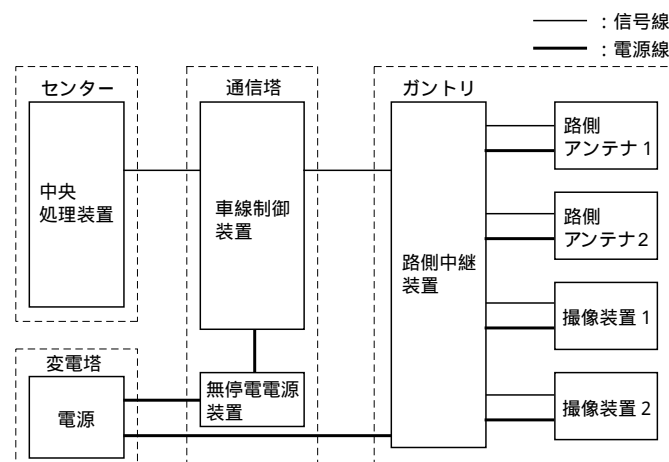 ：信号線
：電源線
センター
通信塔
ガントリ
中央
処理装置
車線制御
装置
路側中継
装置
路側
アンテナ1
路側
アンテナ2
撮像装置1
撮像装置2
変電塔
電源
無停電電源
装置